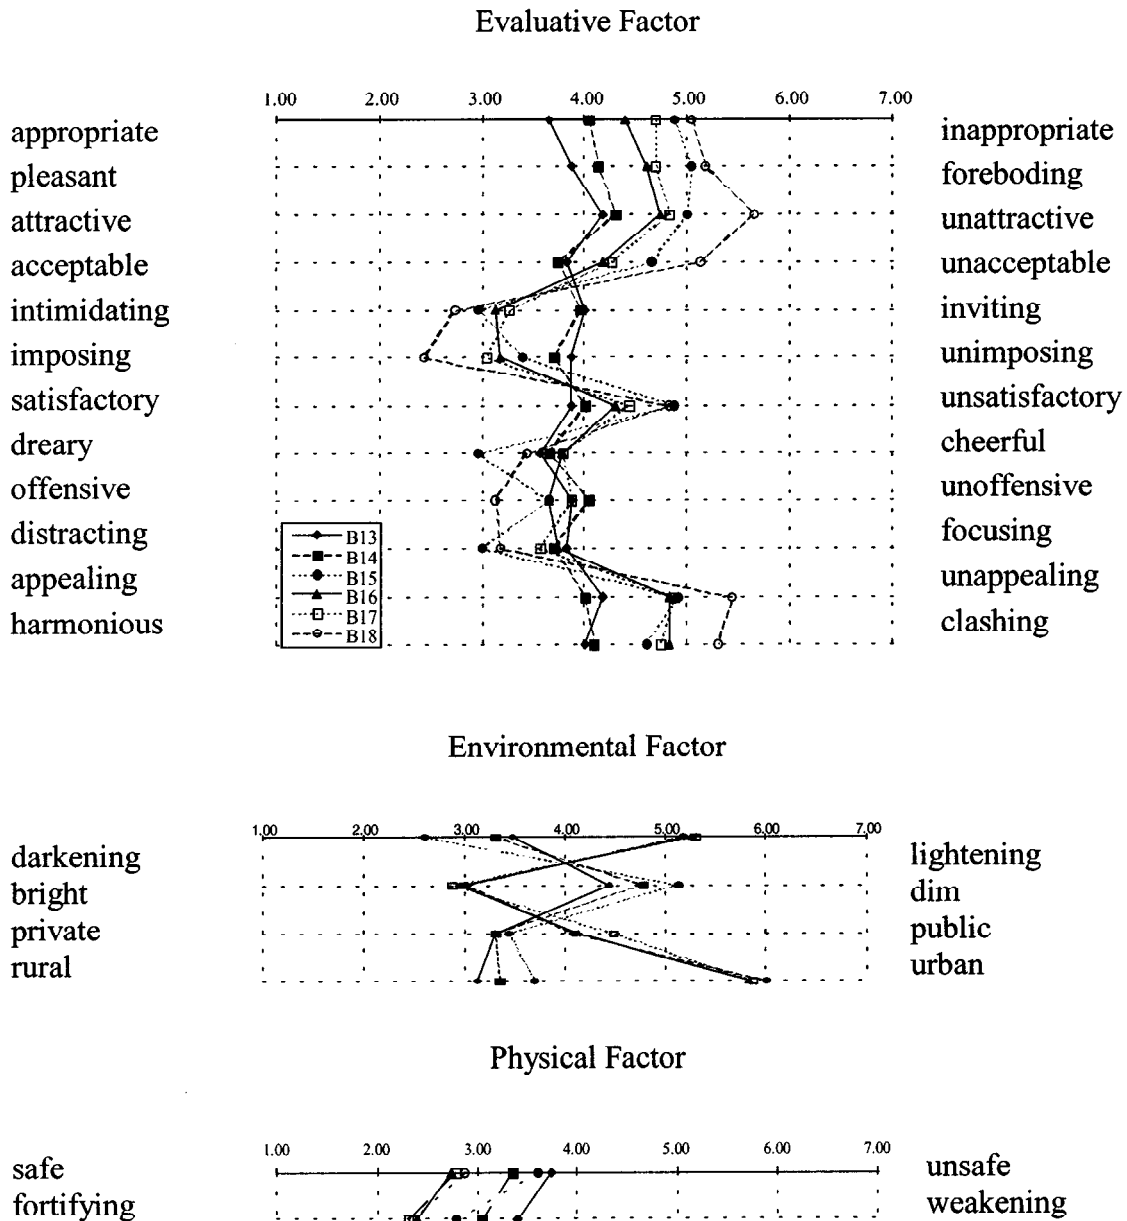 Evaluative Factor
1.00 2.00 3.00 4.00 5.00 6.00 7.00
appropriate inappropriate
pleasant foreboding
attractive unattractive
acceptable unacceptable
intimidating inviting
imposing unimposing
satisfactory unsatisfactory
dreary cheerful
offensive unoffensive
distracting focusing
appealing unappealing
harmonious clashing
B13
B14
B15
B16
B17
B18
Environmental Factor
1.00 2.00 3.00 4.00 5.00 6.00 7.00
darkening lightening
bright dim
private public
rural urban
Physical Factor
1.00 2.00 3.00 4.00 5.00 6.00 7.00
safe unsafe
fortifying weakening